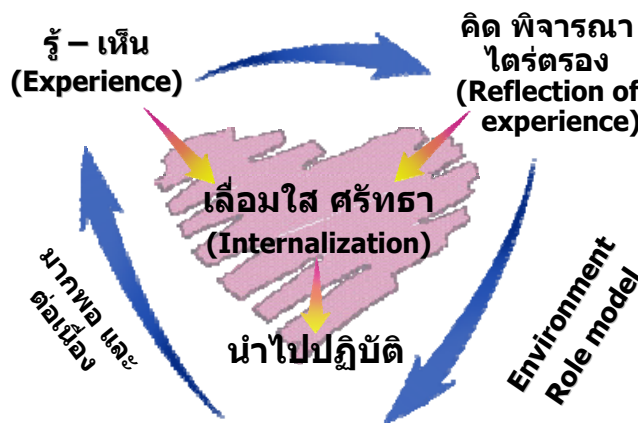 รู้ – เห็น
(Experience)
คิด พิจารณา
ไตร่ตรอง
(Reflection of
experience)
เลื่อมใส ศรัทธา
(Internalization)
นำไปปฏิบัติ
มากพอ และ
ต่อเนื่อง
Environment
Role model